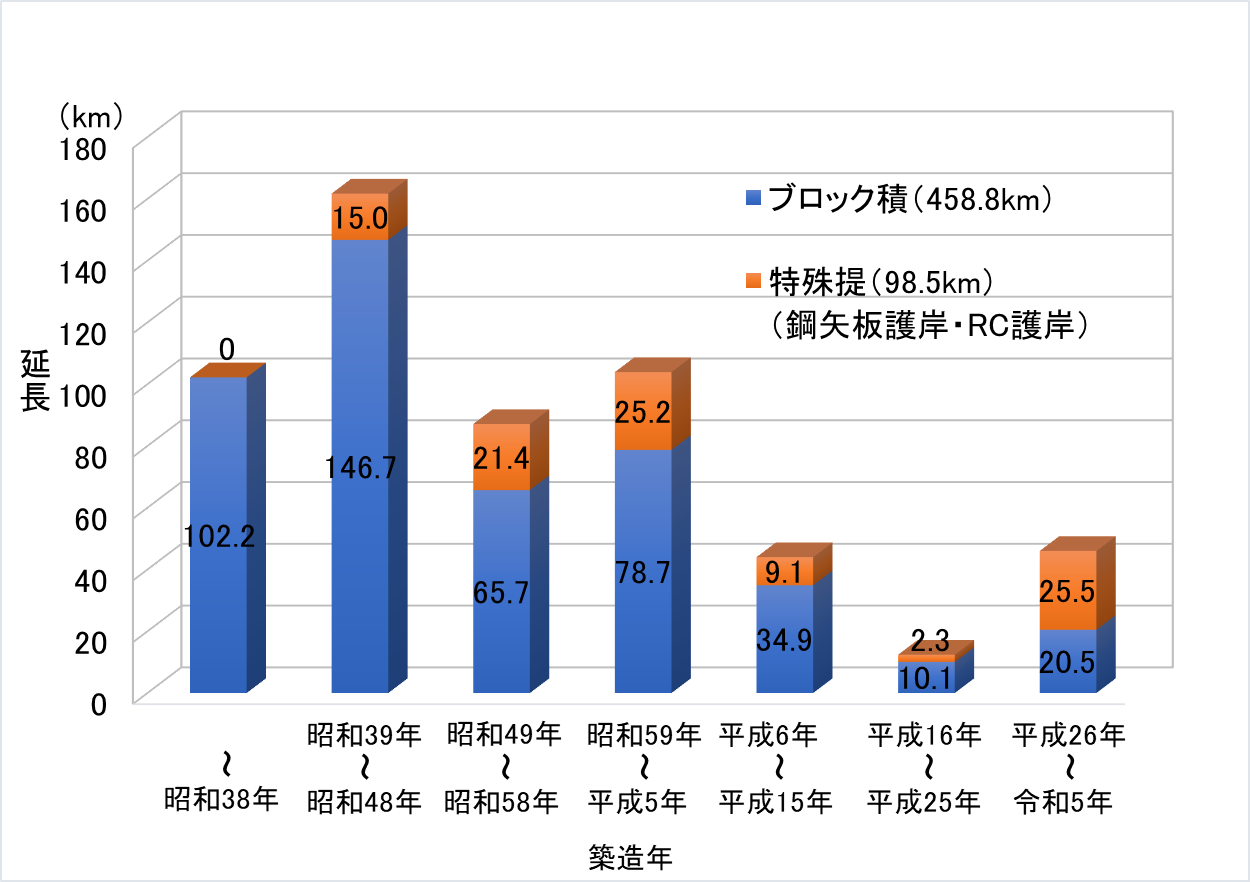 （km）
180
160
140
120
100
80
60
40
20
0
延長
ブロック積（458.8km）
特殊提（98.5km）
（鋼矢板護岸・RC護岸）
0
102.2
15.0
146.7
21.4
65.7
25.2
78.7
9.1
34.9
2.3
10.1
25.5
20.5
～
昭和38年
昭和39年
～
昭和48年
昭和49年
～
昭和58年
昭和59年
～
平成5年
平成6年
～
平成15年
平成16年
～
平成25年
平成26年
～
令和5年
築造年